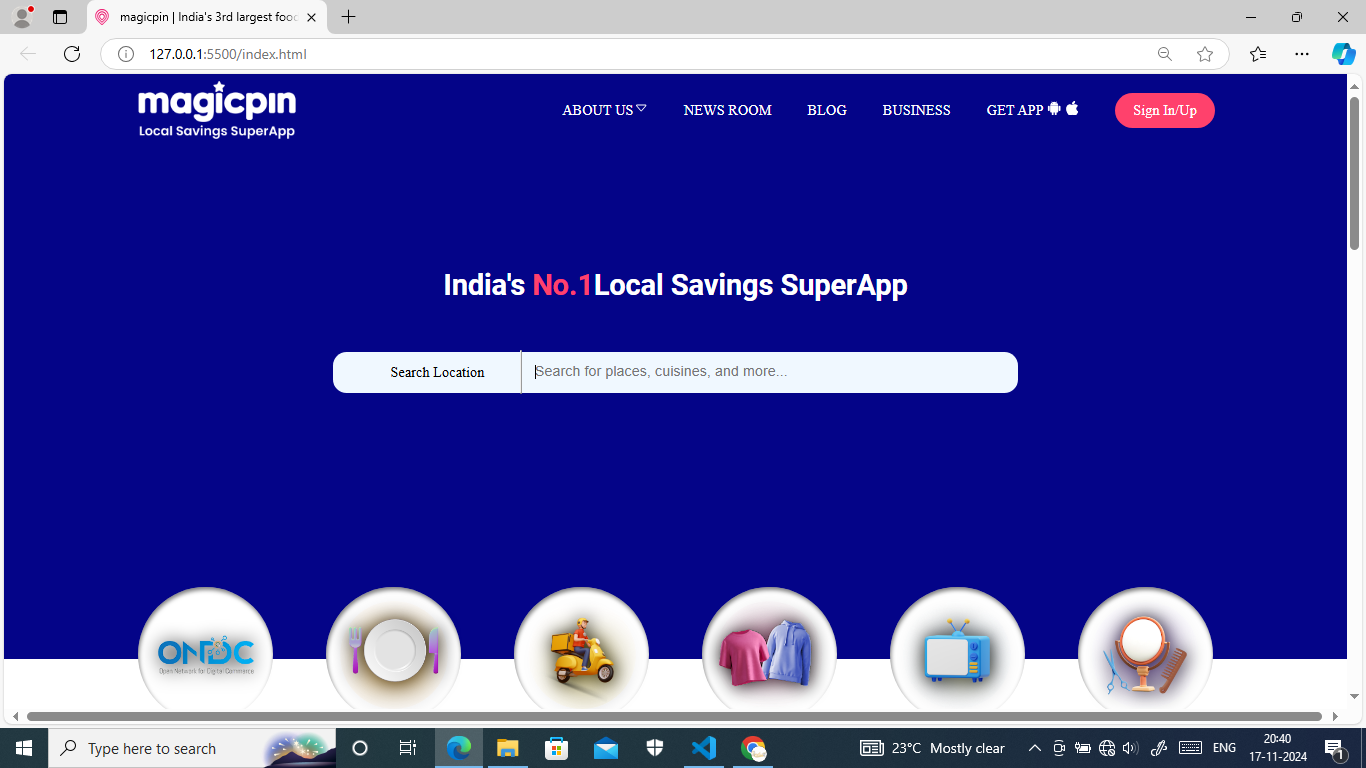 magicpin | India's 3rd largest food
127.0.0.1:5500/index.html
magicpin
Local Savings SuperApp
ABOUT US
NEWS ROOM
BLOG
BUSINESS
GET APP
Sign In/Up
India's No.1Local Savings SuperApp
Search Location
Search for places, cuisines, and more...
ONDC
Open Network for Digital Commerce
Type here to search
23°C Mostly clear
ENG
20:40
17-11-2024
1